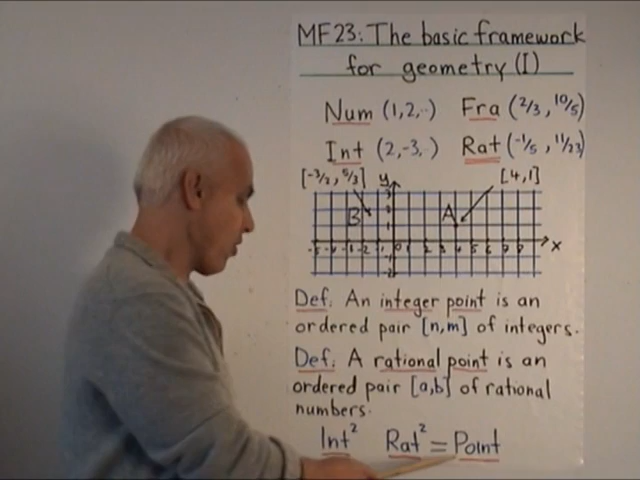 MF23: The basic framework
for geometry (I)
Num (1,2,..) Fra (2/3, 10/5)
Int (2,-3,..) Rat (-1/5, 11/23)
[-3/2, 5/3] y [4,1]
B A
x
Def: An integer point is an
ordered pair [n,m] of integers.
Def: A rational point is an
ordered pair [a,b] of rational
numbers.
Int² Rat² = Point